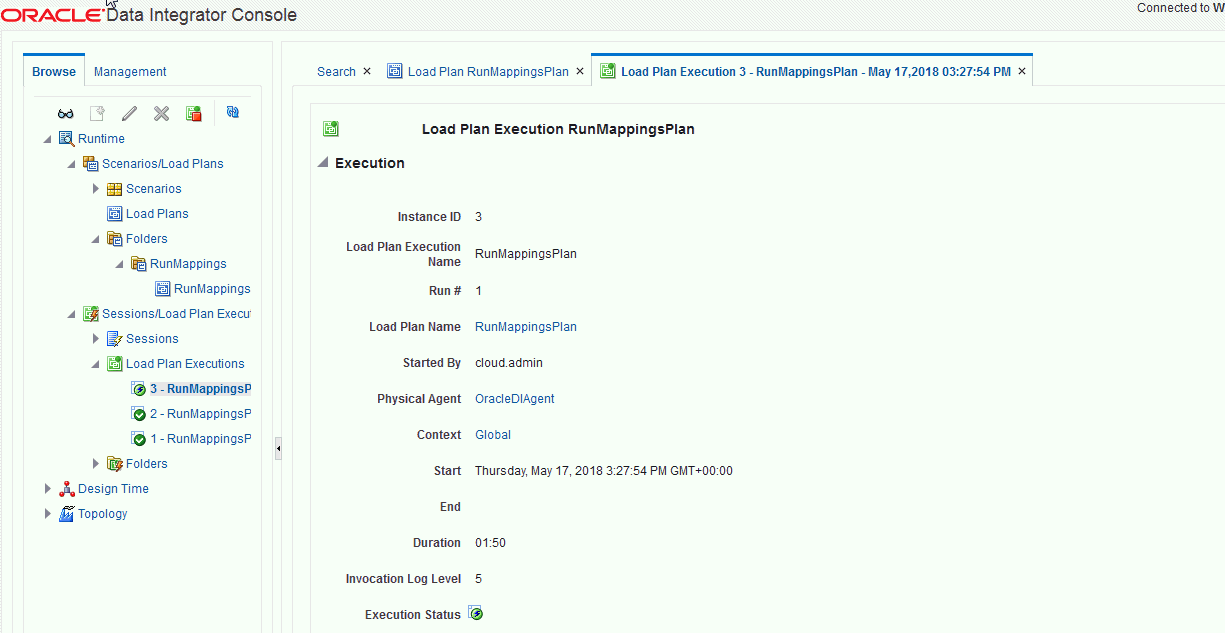 ORACLE Data Integrator Console
Connected to W
Browse
Management
Search
Load Plan RunMappingsPlan
Load Plan Execution 3 - RunMappingsPlan - May 17,2018 03:27:54 PM
Runtime
Scenarios/Load Plans
Scenarios
Load Plans
Folders
RunMappings
RunMappings
Sessions/Load Plan Execut
Sessions
Load Plan Executions
3 - RunMappingsP
2 - RunMappingsP
1 - RunMappingsP
Folders
Design Time
Topology
Load Plan Execution RunMappingsPlan
Execution
Instance ID 3
Load Plan Execution Name RunMappingsPlan
Run # 1
Load Plan Name RunMappingsPlan
Started By cloud.admin
Physical Agent OracleDIAgent
Context Global
Start Thursday, May 17, 2018 3:27:54 PM GMT+00:00
End
Duration 01:50
Invocation Log Level 5
Execution Status